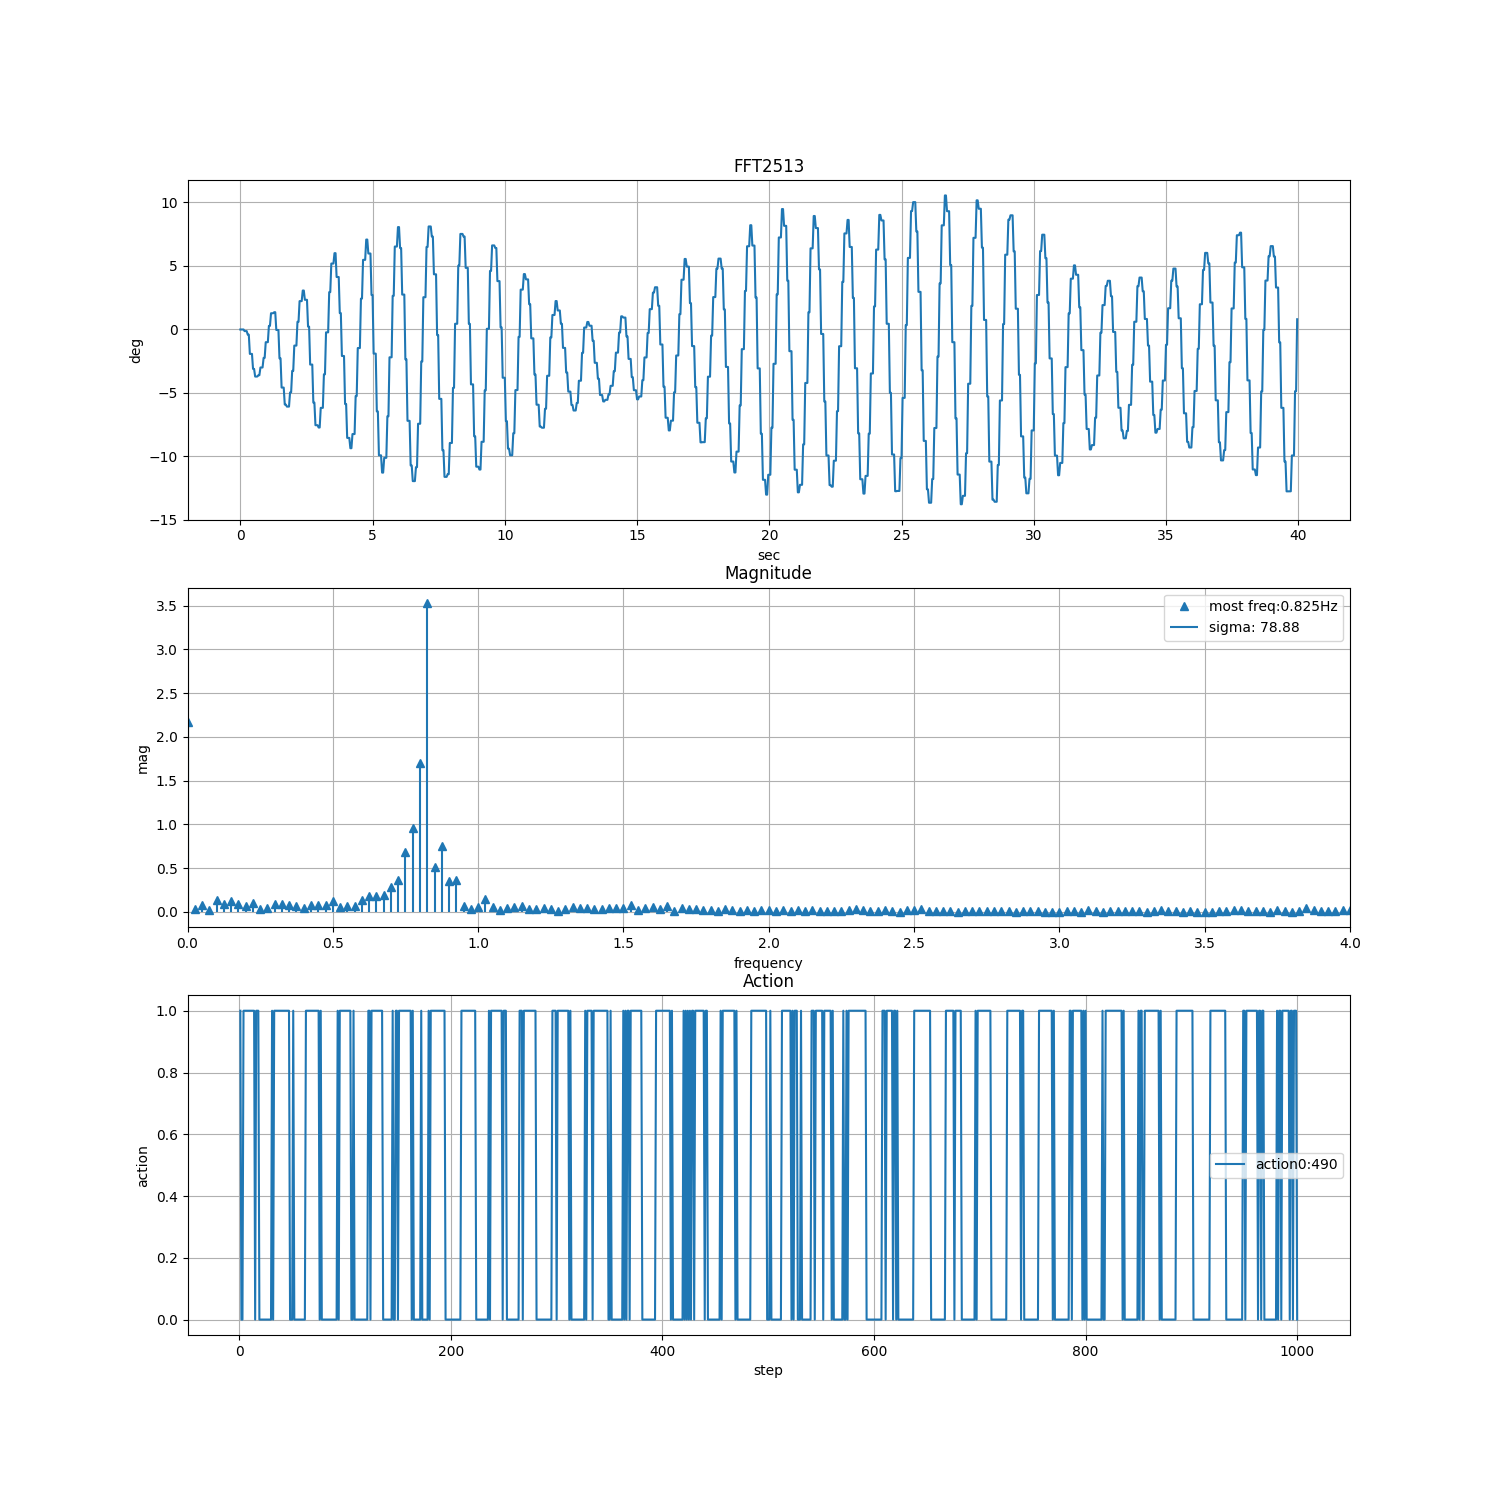 FFT2513
10
5
0
−5
−10
−15
deg
0 5 10 15 20 25 30 35 40
sec
Magnitude
3.5
3.0
2.5
2.0
1.5
1.0
0.5
0.0
mag
most freq:0.825Hz
sigma: 78.88
0.0 0.5 1.0 1.5 2.0 2.5 3.0 3.5 4.0
frequency
Action
1.0
0.8
0.6
0.4
0.2
0.0
action
action0:490
0 200 400 600 800 1000
step